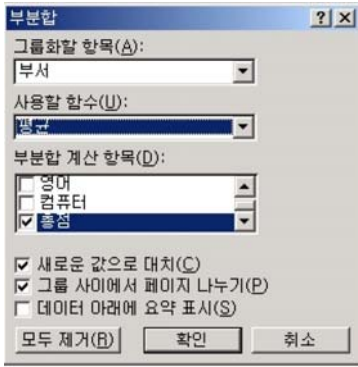 부분합
그룹화할 항목(A):
부서
사용할 함수(U):
평균
부분합 계산 항목(D):
영어
컴퓨터
총점
새로운 값으로 대치(C)
그룹 사이에서 페이지 나누기(P)
데이터 아래에 요약 표시(S)
모두 제거(R) 확인 취소